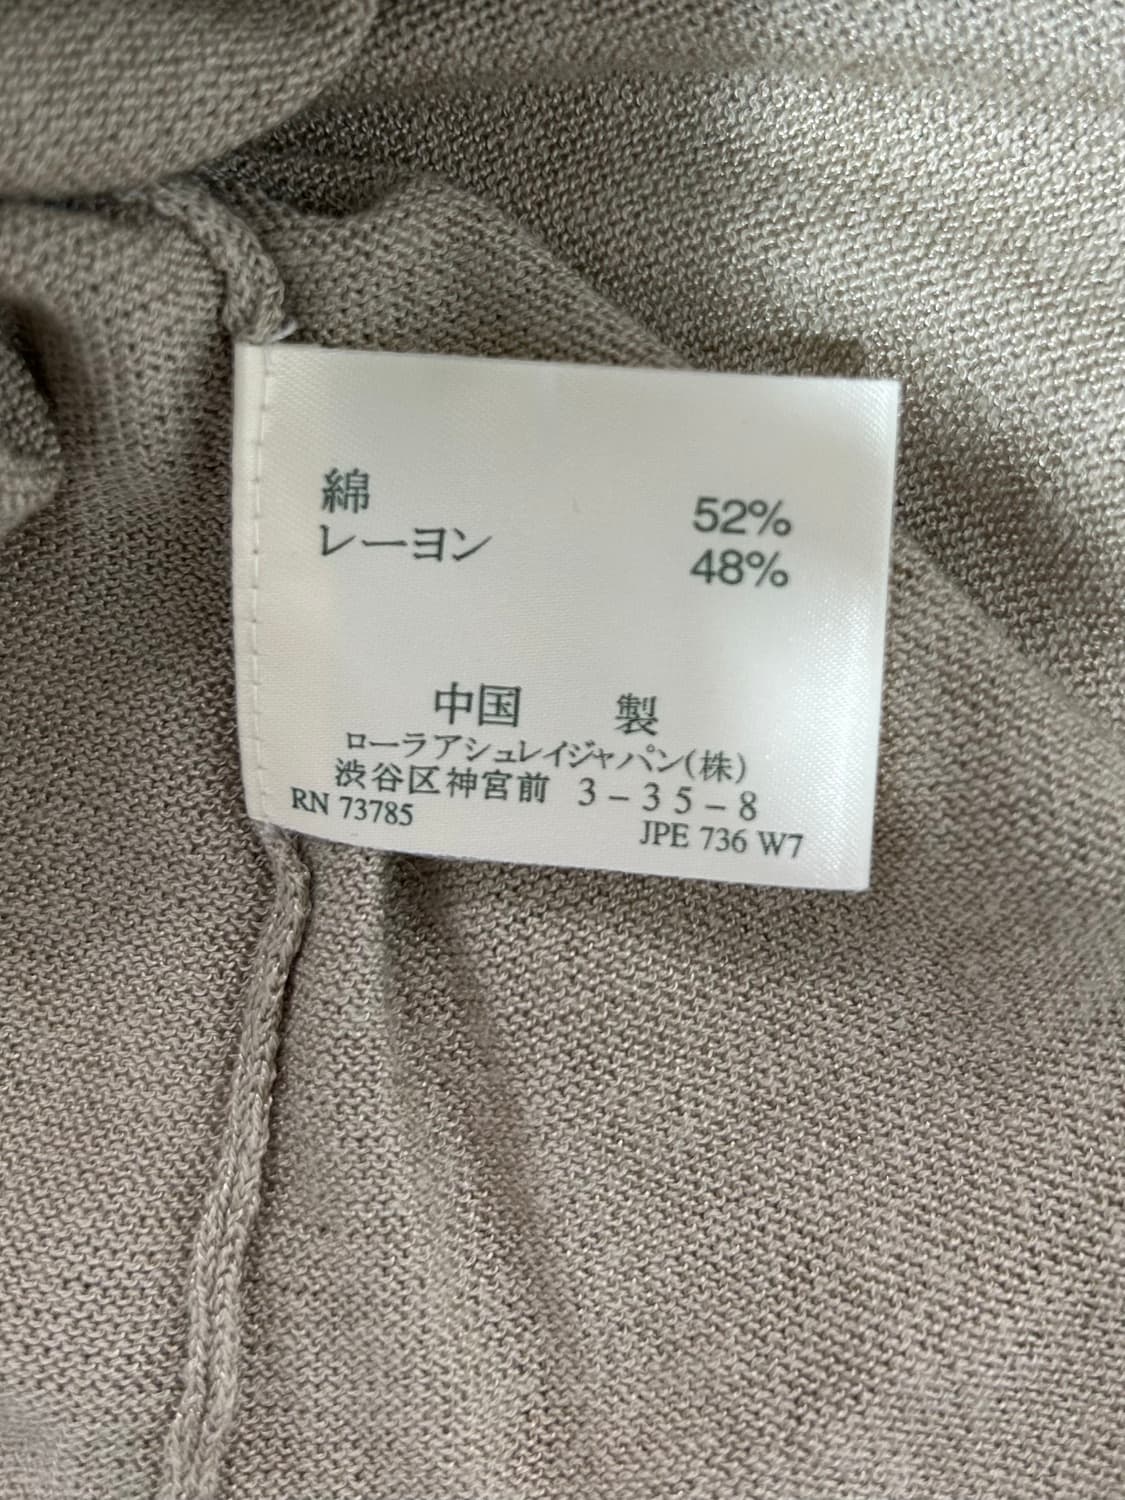 綿 52%
レーヨン 48%
中国 製
ローラアシュレイジャパン(株)
渋谷区神宮前 3-35-8
RN 73785
JPE 736 W7